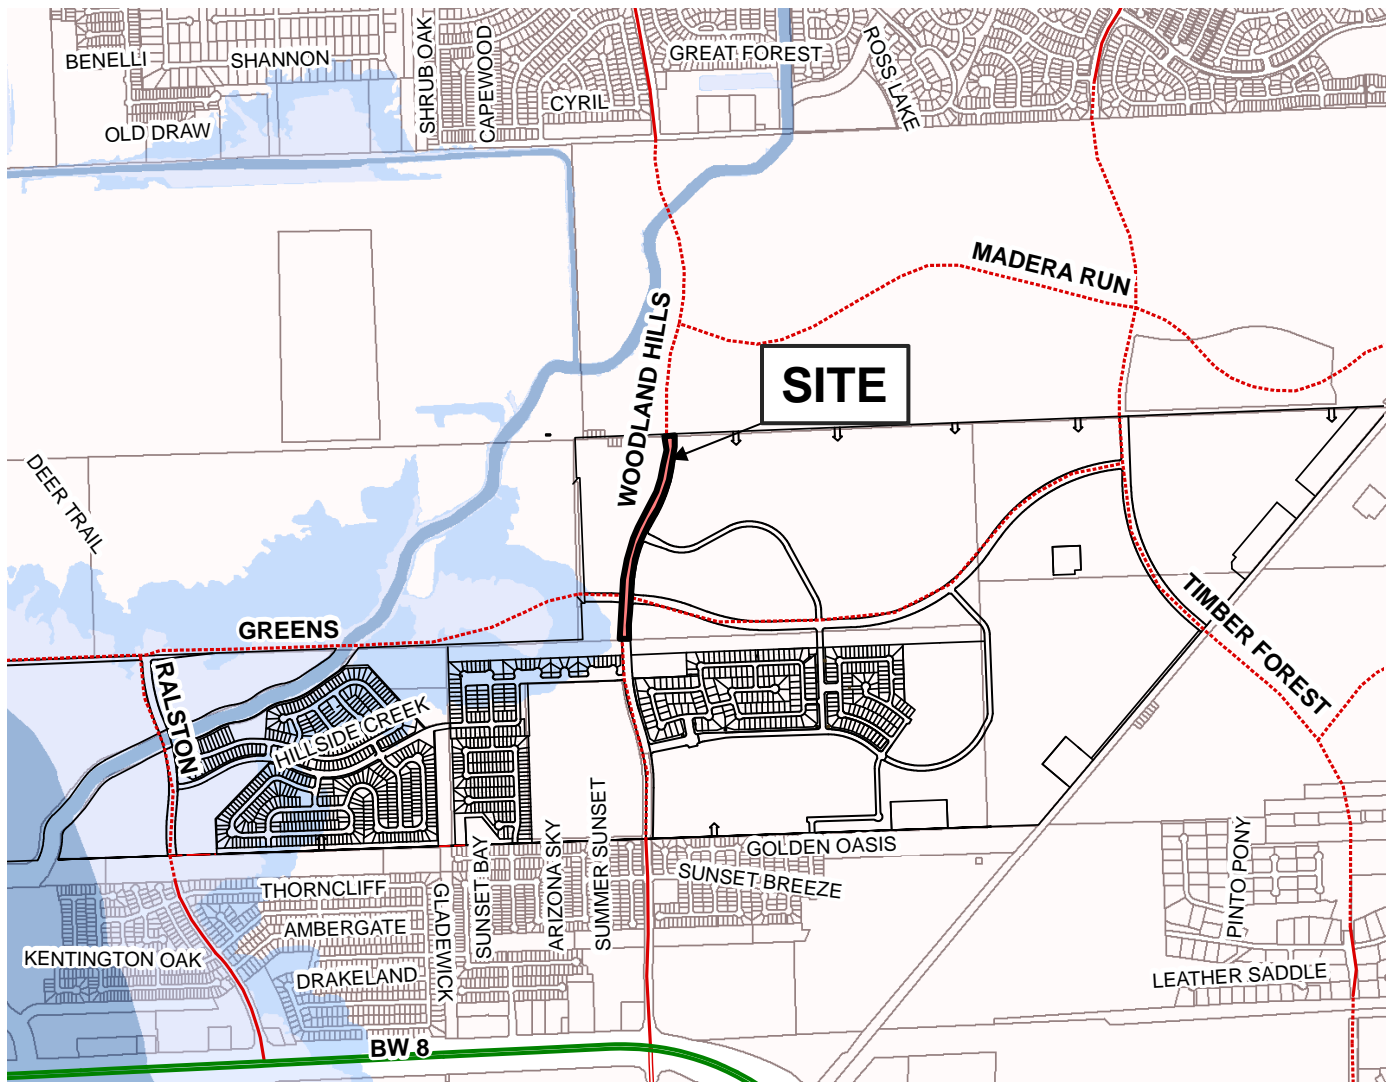 BENELLI
SHANNON
SHRUB OAK
CAPEWOOD
GREAT FOREST
ROSS LAKE
CYRIL
OLD DRAW
MADERA RUN
WOODLAND HILLS
SITE
DEER TRAIL
GREENS
TIMBER FOREST
RALSTON
HILLSIDE CREEK
SUNSET BAY
ARIZONA SKY
SUMMER SUNSET
GOLDEN OASIS
SUNSET BREEZE
PINTO PONY
THORNCLIFF
GLADEWICK
AMBERGATE
KENTINGTON OAK
DRAKELAND
LEATHER SADDLE
BW 8